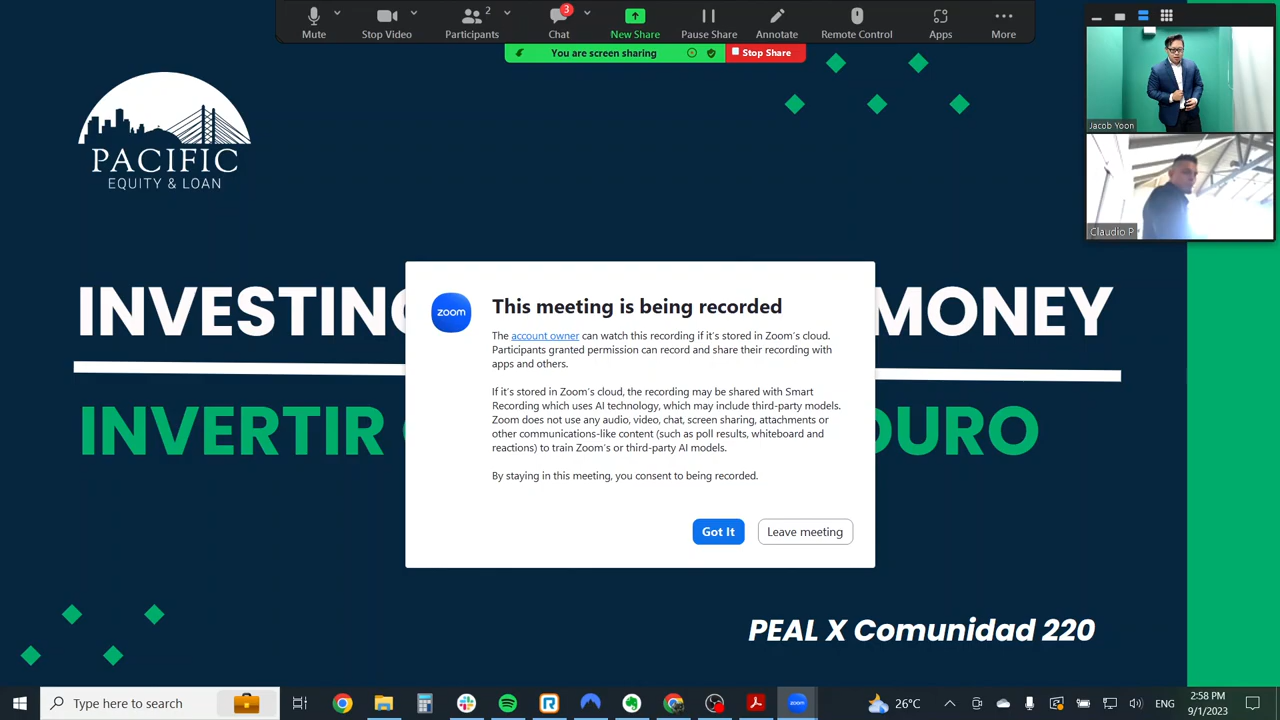 Mute
Stop Video
Participants
2
Chat
3
New Share
Pause Share
Annotate
Remote Control
Apps
More
You are screen sharing
Stop Share
Jacob Yoon
Claudio P
PACIFIC
EQUITY & LOAN
INVESTING
MONEY
INVERTIR
DURO
zoom
This meeting is being recorded
The account owner can watch this recording if it's stored in Zoom's cloud.
Participants granted permission can record and share their recording with
apps and others.
If it's stored in Zoom's cloud, the recording may be shared with Smart
Recording which uses AI technology, which may include third-party models.
Zoom does not use any audio, video, chat, screen sharing, attachments or
other communications-like content (such as poll results, whiteboard and
reactions) to train Zoom's or third-party AI models.
By staying in this meeting, you consent to being recorded.
Got It
Leave meeting
PEAL X Comunidad 220
Type here to search
zoom
26°C
ENG
2:58 PM
9/1/2023